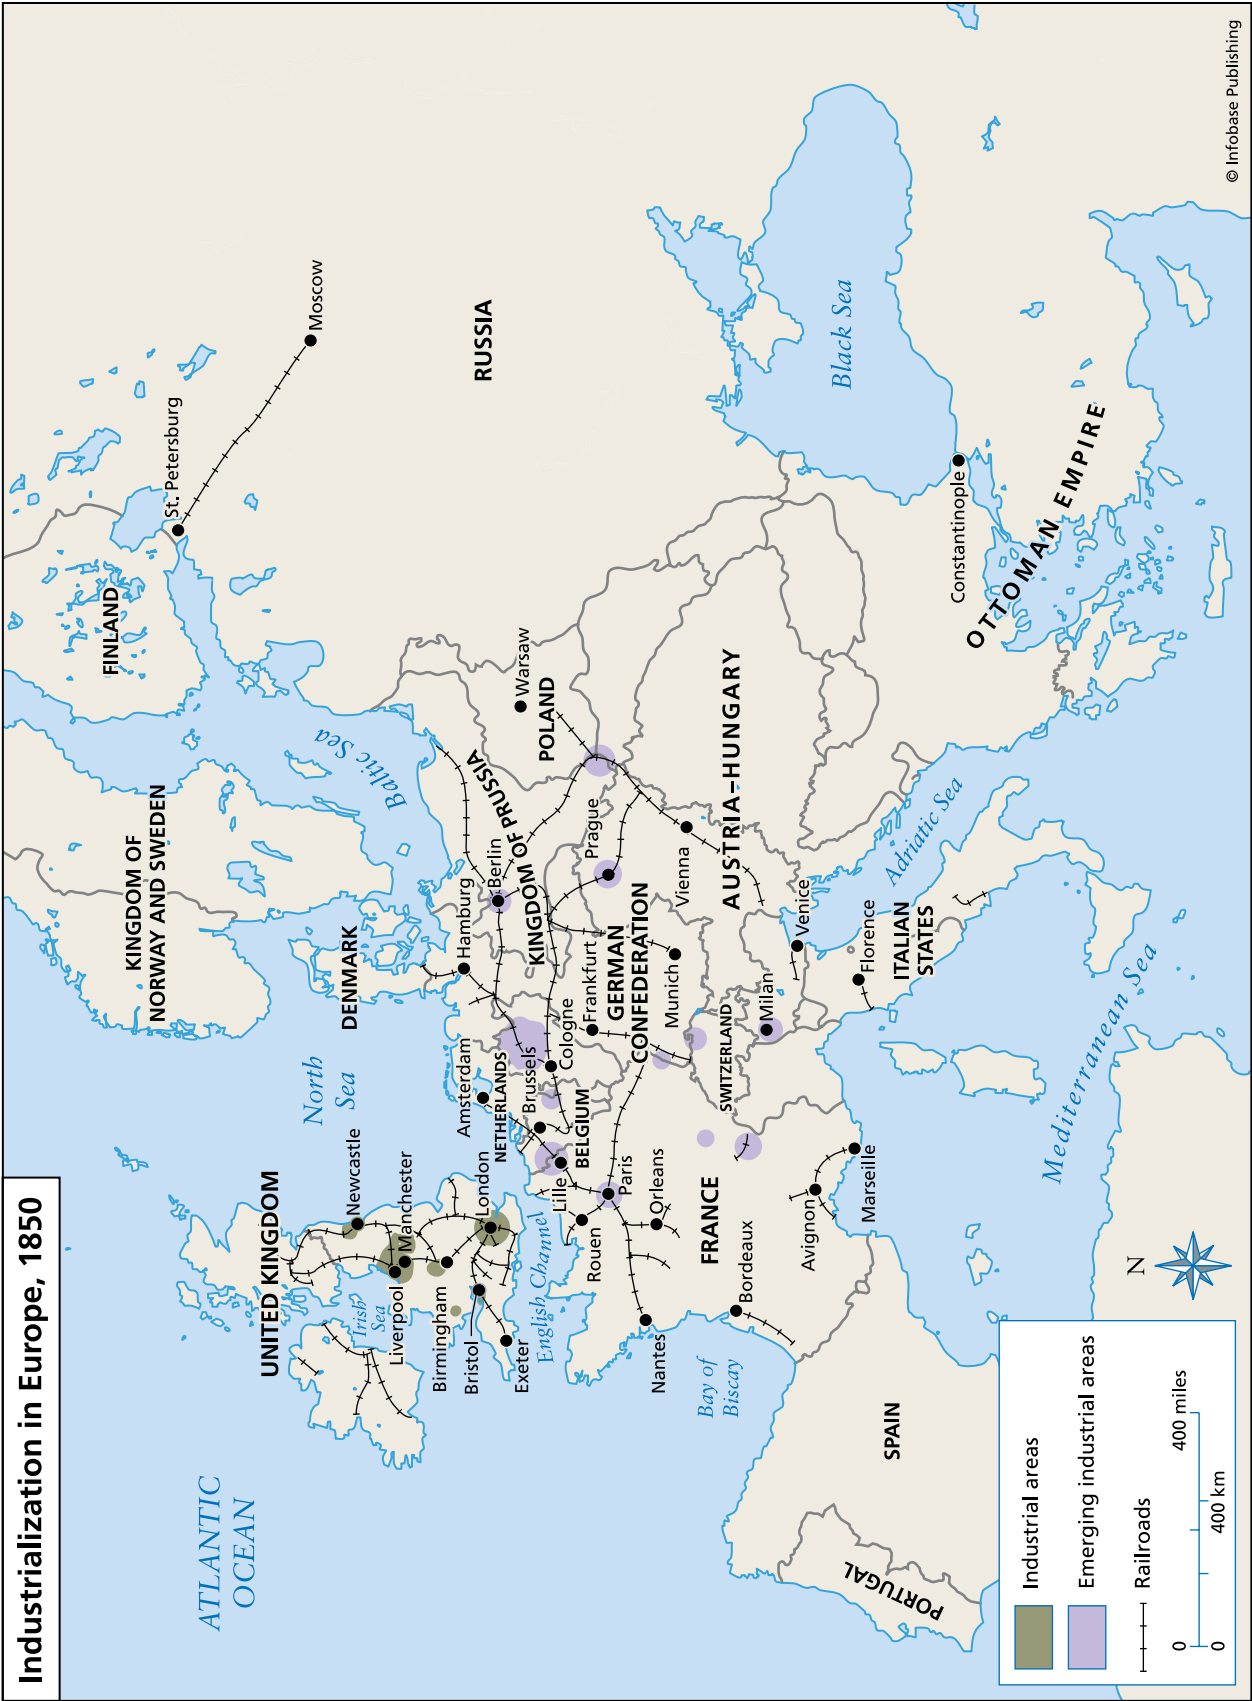 Industrialization in Europe, 1850
ATLANTIC
OCEAN
North
Sea
Baltic Sea
Irish
Sea
English Channel
Bay of
Biscay
Mediterranean Sea
Adriatic Sea
Black Sea
KINGDOM OF
NORWAY AND SWEDEN
FINLAND
RUSSIA
UNITED KINGDOM
DENMARK
NETHERLANDS
BELGIUM
KINGDOM OF PRUSSIA
POLAND
GERMAN
CONFEDERATION
AUSTRIA–HUNGARY
SWITZERLAND
FRANCE
ITALIAN
STATES
SPAIN
PORTUGAL
OTTOMAN EMPIRE
St. Petersburg
Moscow
Newcastle
Manchester
Liverpool
Birmingham
Bristol
London
Exeter
Amsterdam
Hamburg
Berlin
Warsaw
Brussels
Cologne
Lille
Frankfurt
Prague
Rouen
Paris
Orleans
Munich
Vienna
Nantes
Bordeaux
Avignon
Marseille
Milan
Venice
Florence
Constantinople
N
Industrial areas
Emerging industrial areas
Railroads
0
400 miles
0
400 km
© Infobase Publishing